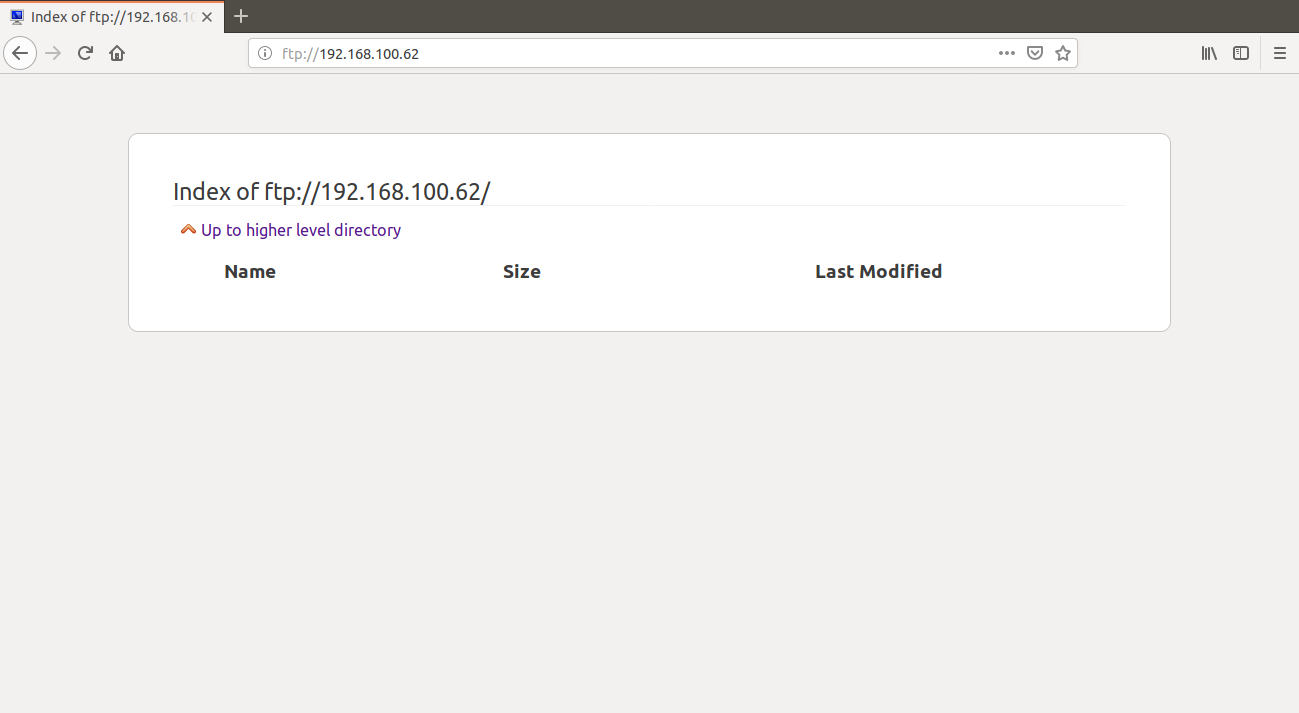 Index of ftp://192.168.10
ftp://192.168.100.62
Index of ftp://192.168.100.62/
Up to higher level directory
Name Size Last Modified